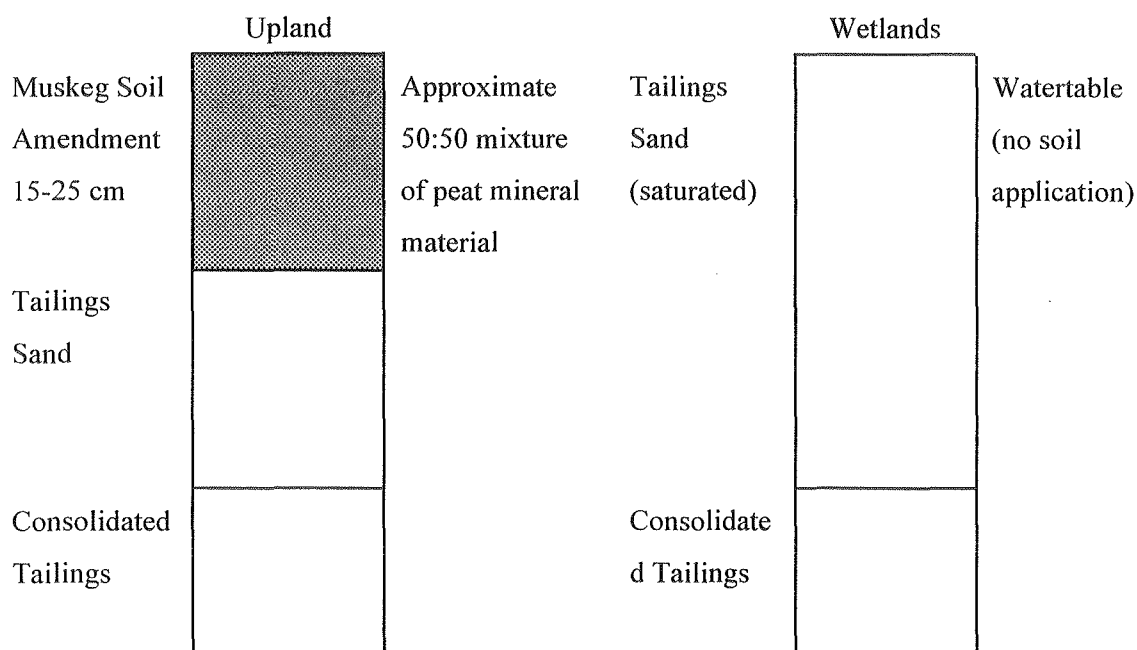 Upland
Muskeg Soil
Amendment
15-25 cm
Approximate
50:50 mixture
of peat mineral
material
Tailings
Sand
Consolidated
Tailings
Wetlands
Tailings
Sand
(saturated)
Watertable
(no soil
application)
Consolidate
d Tailings